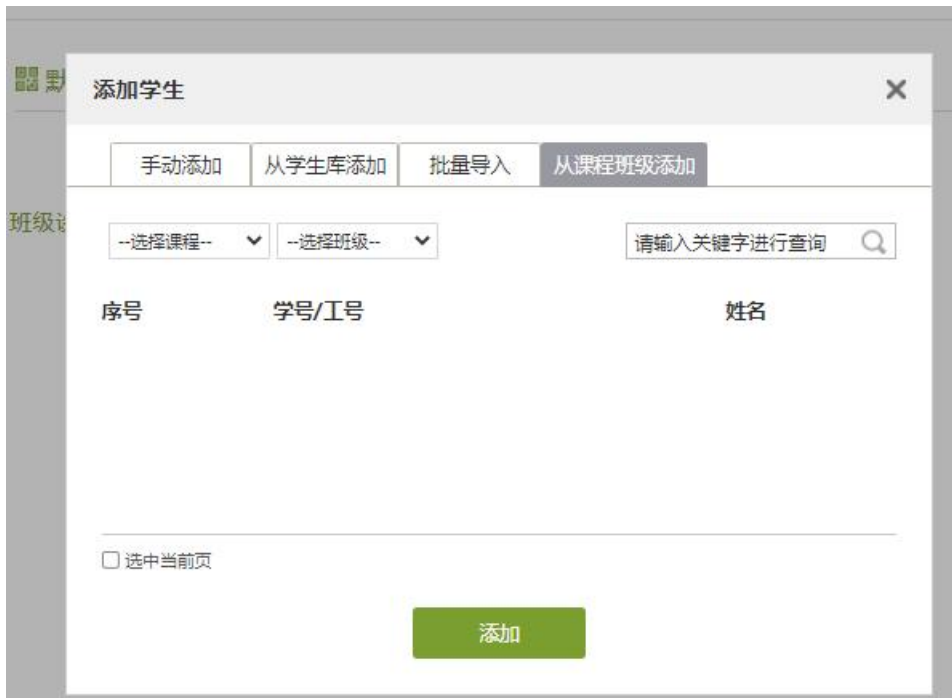 默
添加学生
手动添加 从学生库添加 批量导入 从课程班级添加
班级
--选择课程-- --选择班级-- 请输入关键字进行查询
序号 学号/工号 姓名
选中当前页
添加